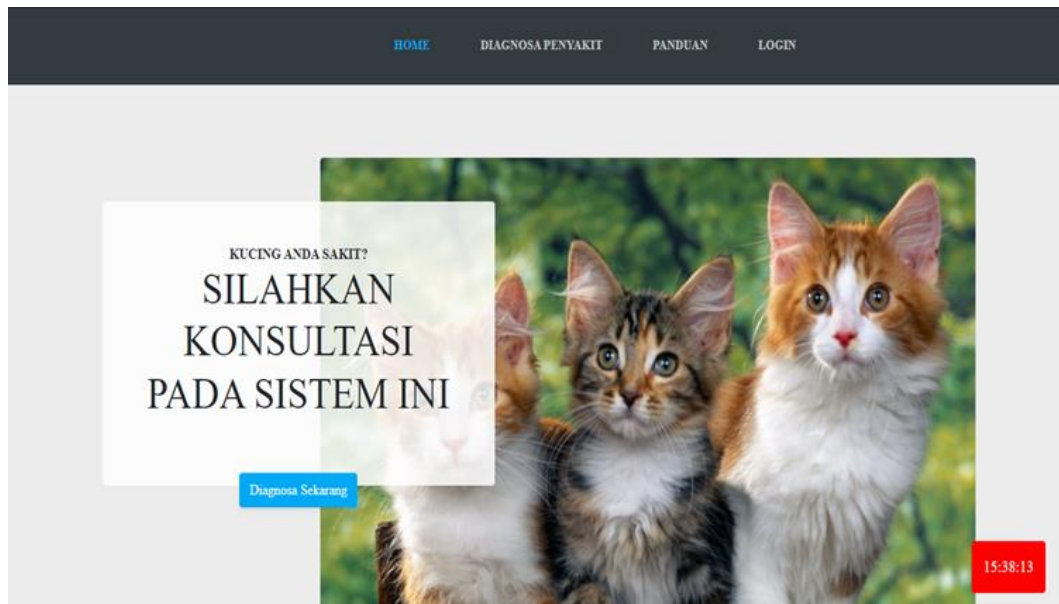 HOME DIAGNOSA PENYAKIT PANDUAN LOGIN
KUCING ANDA SAKIT?
SILAHKAN
KONSULTASI
PADA SISTEM INI
Diagnosa Sekarang
15:38:13